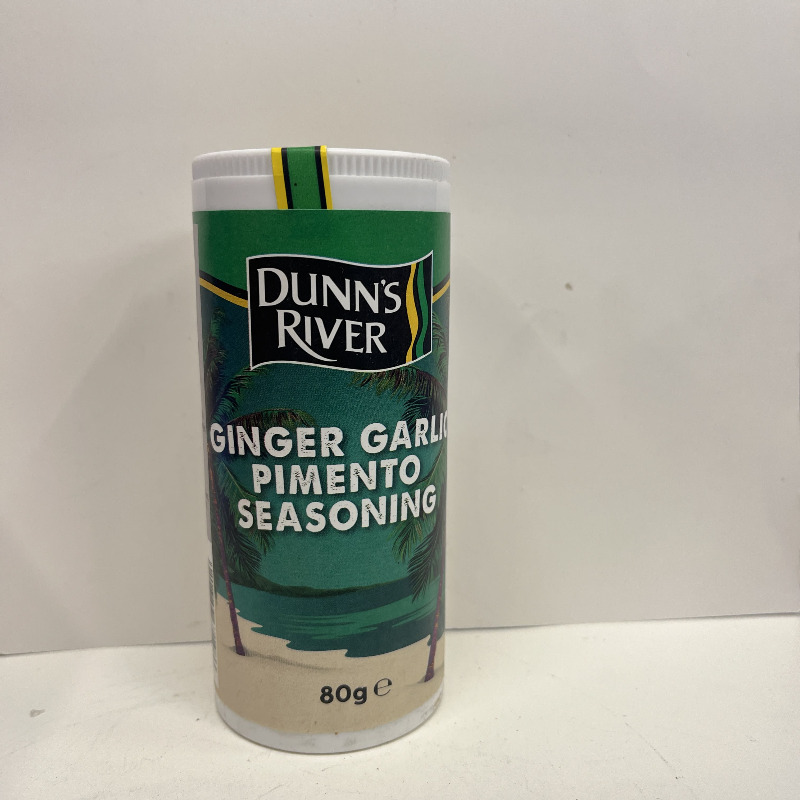 DUNN'S
RIVER
GINGER GARLIC
PIMENTO
SEASONING
80g ℮